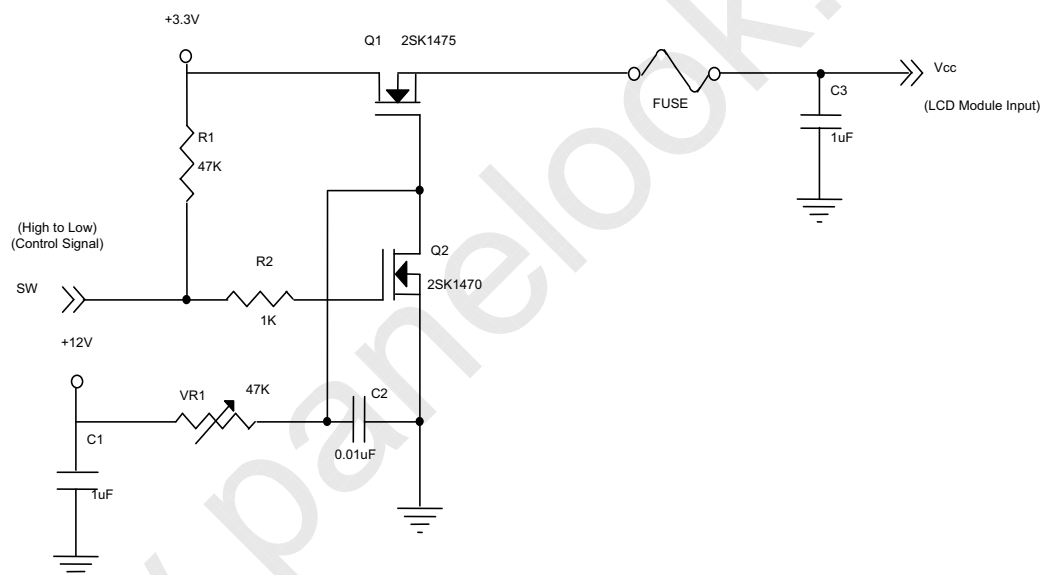 +3.3V
Q1 2SK1475
Vcc
C3
FUSE
(LCD Module Input)
R1
1uF
47K
(High to Low)
(Control Signal)
Q2
R2
2SK1470
SW
1K
+12V
VR1
47K
C2
C1
0.01uF
1uF
panelook.